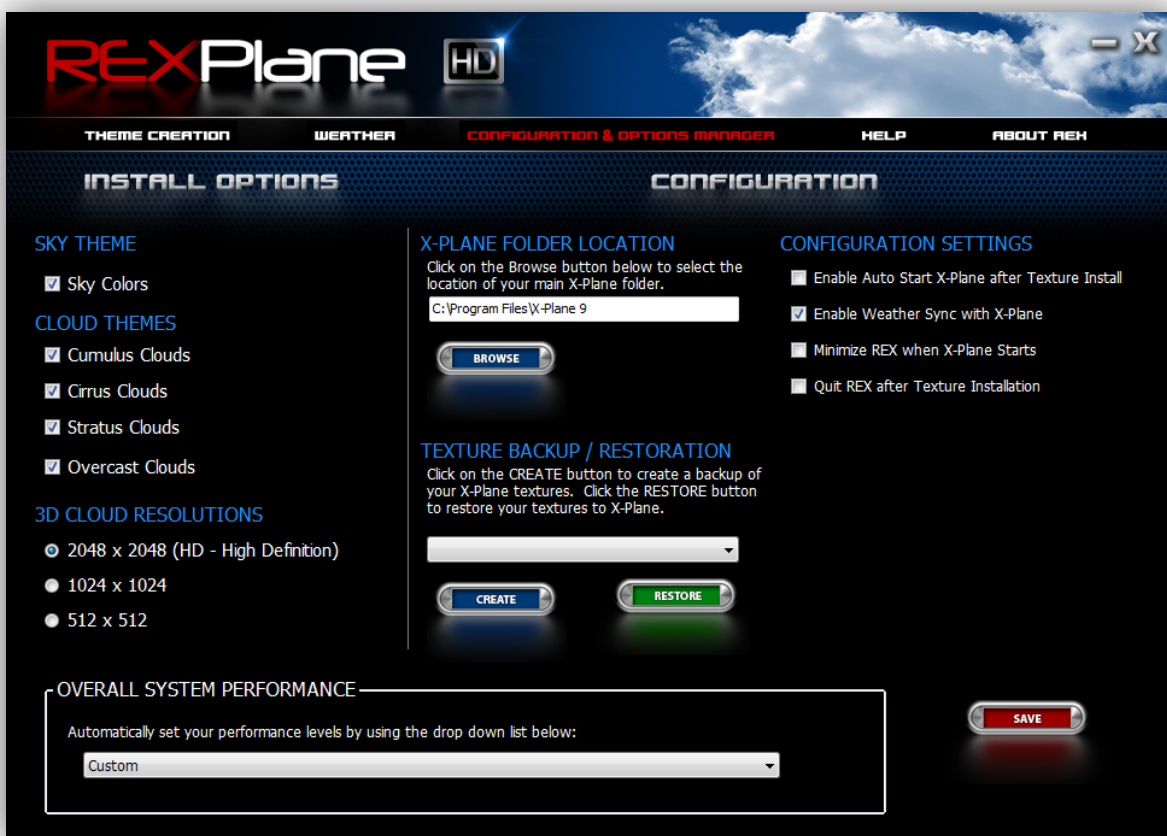 REXPlane HD
THEME CREATION WEATHER CONFIGURATION & OPTIONS MANAGER HELP ABOUT REX
INSTALL OPTIONS
CONFIGURATION
SKY THEME
Sky Colors
CLOUD THEMES
Cumulus Clouds
Cirrus Clouds
Stratus Clouds
Overcast Clouds
3D CLOUD RESOLUTIONS
2048 x 2048 (HD - High Definition)
1024 x 1024
512 x 512
X-PLANE FOLDER LOCATION
Click on the Browse button below to select the
location of your main X-Plane folder.
C:\Program Files\X-Plane 9
BROWSE
TEXTURE BACKUP / RESTORATION
Click on the CREATE button to create a backup of
your X-Plane textures. Click the RESTORE button
to restore your textures to X-Plane.
CREATE
RESTORE
CONFIGURATION SETTINGS
Enable Auto Start X-Plane after Texture Install
Enable Weather Sync with X-Plane
Minimize REX when X-Plane Starts
Quit REX after Texture Installation
OVERALL SYSTEM PERFORMANCE
Automatically set your performance levels by using the drop down list below:
Custom
SAVE